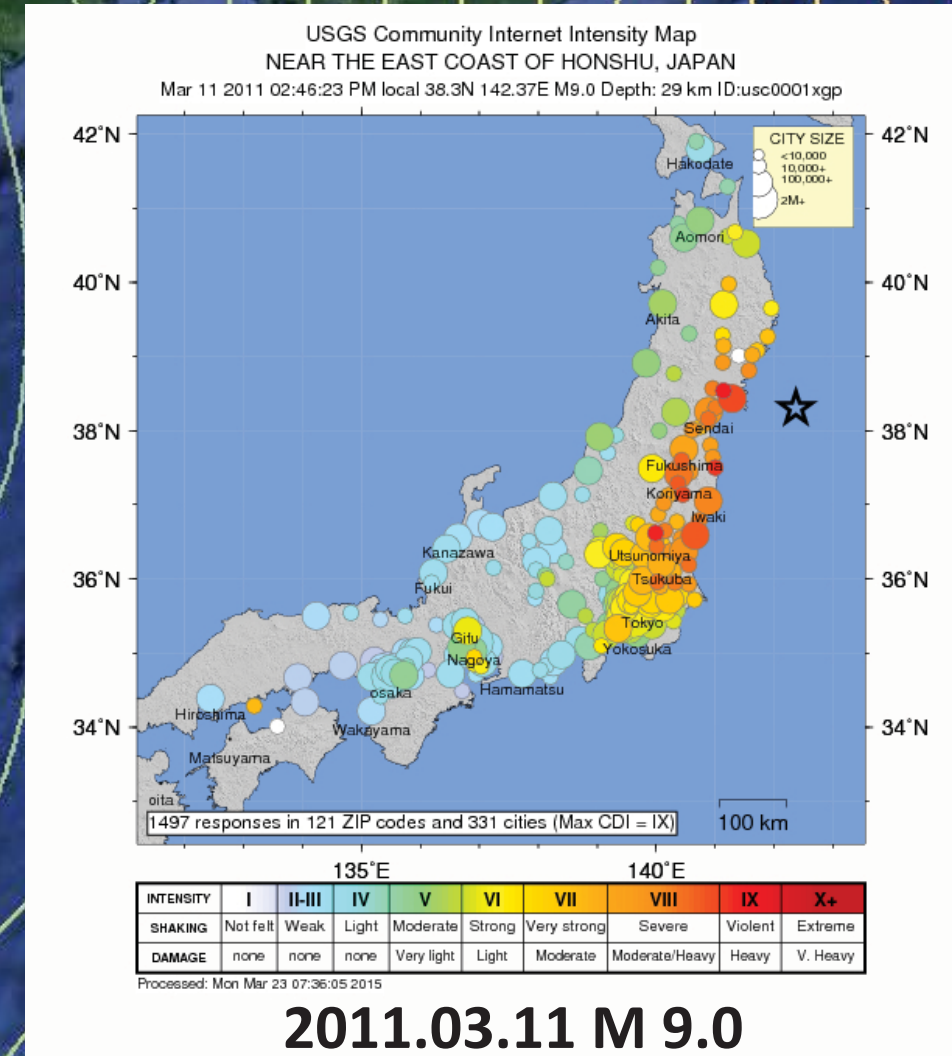 USGS Community Internet Intensity Map
NEAR THE EAST COAST OF HONSHU, JAPAN
Mar 11 2011 02:46:23 PM local 38.3N 142.37E M9.0 Depth: 29 km ID:usc0001xgp
42˚N
42˚N
CITY SIZE
<10,000
10,000+
100,000+
2M+
Hakodate
Aomori
40˚N
40˚N
Akita
38˚N
38˚N
Sendai
Fukushima
Koriyama
Iwaki
Utsunomiya
Kanazawa
Tsukuba
36˚N
36˚N
Fukui
Tokyo
Gifu
Yokosuka
Nagoya
Hamamatsu
osaka
Hiroshima
Wakayama
34˚N
34˚N
Matsuyama
oita
1497 responses in 121 ZIP codes and 331 cities (Max CDI = IX)
100 km
135˚E
140˚E
INTENSITY I II-III IV V VI VII VIII IX X+
SHAKING Not felt Weak Light Moderate Strong Very strong Severe Violent Extreme
DAMAGE none none none Very light Light Moderate Moderate/Heavy Heavy V. Heavy
Processed: Mon Mar 23 07:36:05 2015
2011.03.11 M 9.0